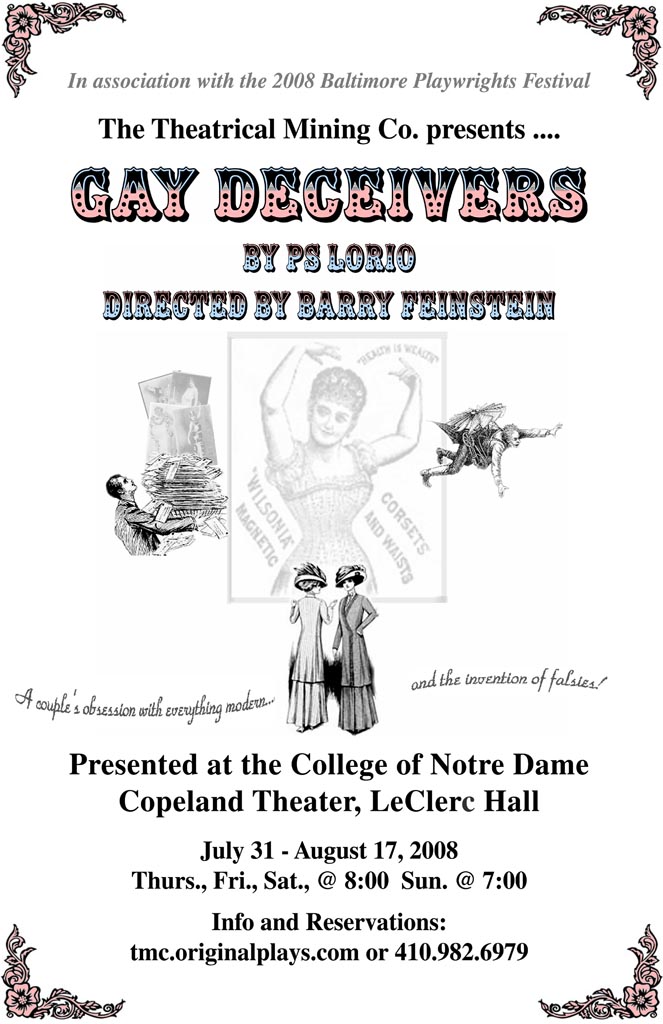 In association with the 2008 Baltimore Playwrights Festival
The Theatrical Mining Co. presents ....
GAY DECEIVERS
BY PS LORIO
DIRECTED BY BARRY FEINSTEIN
"HEALTH IS WEALTH"
"WILSONIA"
MAGNETIC
CORSETS
AND WAISTS
A couple's obsession with everything modern...
and the invention of falsies!
Presented at the College of Notre Dame
Copeland Theater, LeClerc Hall
July 31 - August 17, 2008
Thurs., Fri., Sat., @ 8:00 Sun. @ 7:00
Info and Reservations:
tmc.originalplays.com or 410.982.6979